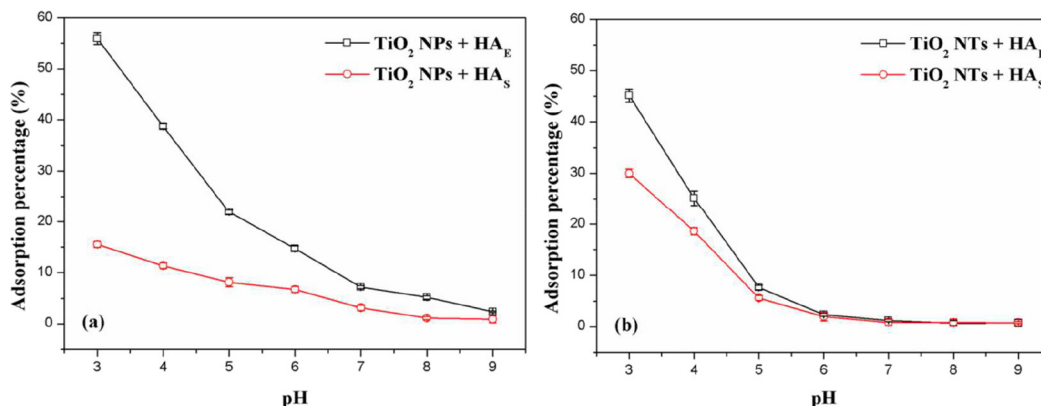 60
50
40
30
20
10
0
Adsorption percentage (%)
TiO₂ NPs + HA_E
TiO₂ NPs + HA_S
(a)
3 4 5 6 7 8 9
pH
60
50
40
30
20
10
0
Adsorption percentage (%)
TiO₂ NTs + HA
TiO₂ NTs + HA
(b)
3 4 5 6 7 8 9
pH